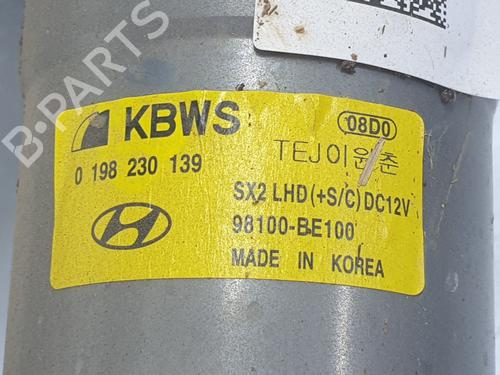 B-PARTS
KBWS
08D0
0 198 230 139
TEJ이원춘
SX2 LHD(+S/C)DC12V
98100-BE100
MADE IN KOREA